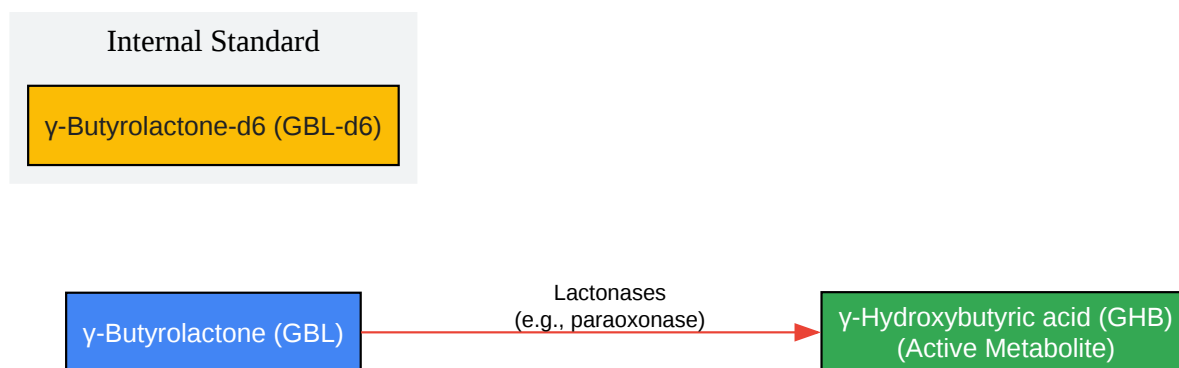 Internal Standard
γ-Butyrolactone-d6 (GBL-d6)
Lactonases
(e.g., paraoxonase)
γ-Butyrolactone (GBL)
γ-Hydroxybutyric acid (GHB)
(Active Metabolite)